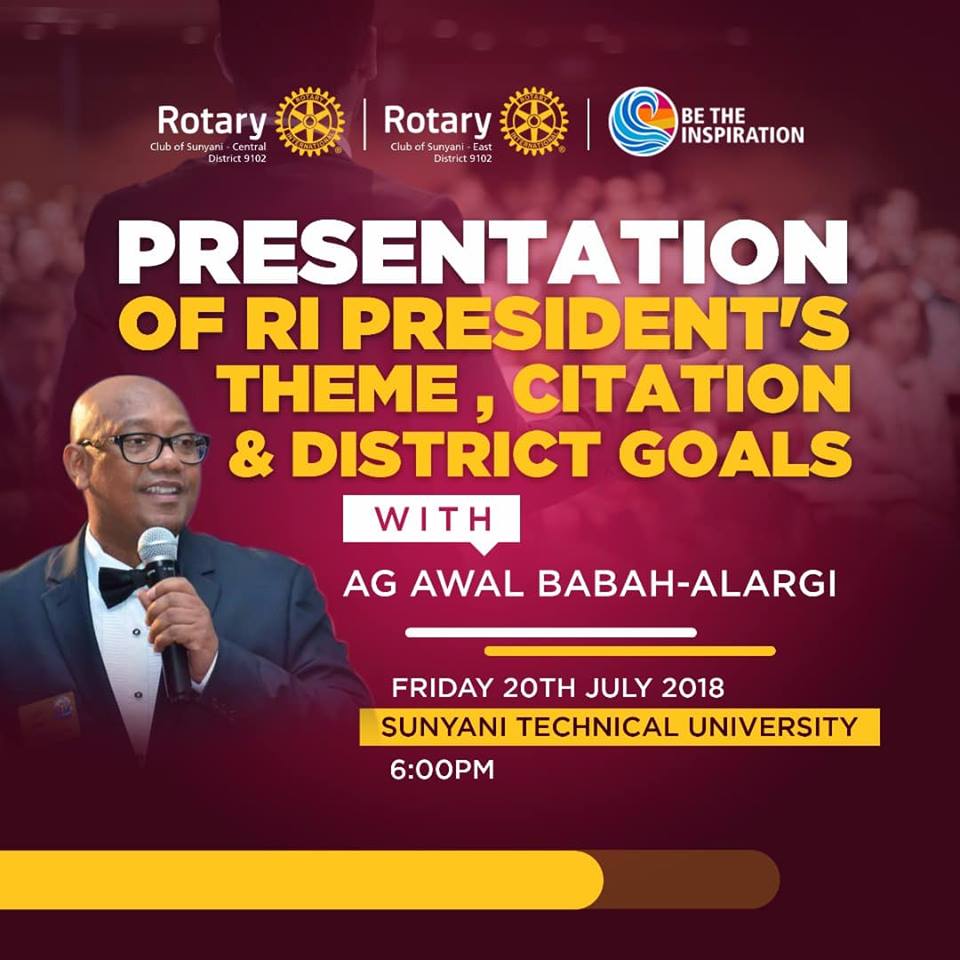 Rotary
Club of Sunyani - Central
District 9102
Rotary
Club of Sunyani - East
District 9102
BE THE
INSPIRATION
PRESENTATION
OF RI PRESIDENT'S
THEME , CITATION
& DISTRICT GOALS
WITH
AG AWAL BABAH-ALARGI
FRIDAY 20TH JULY 2018
SUNYANI TECHNICAL UNIVERSITY
6:00PM